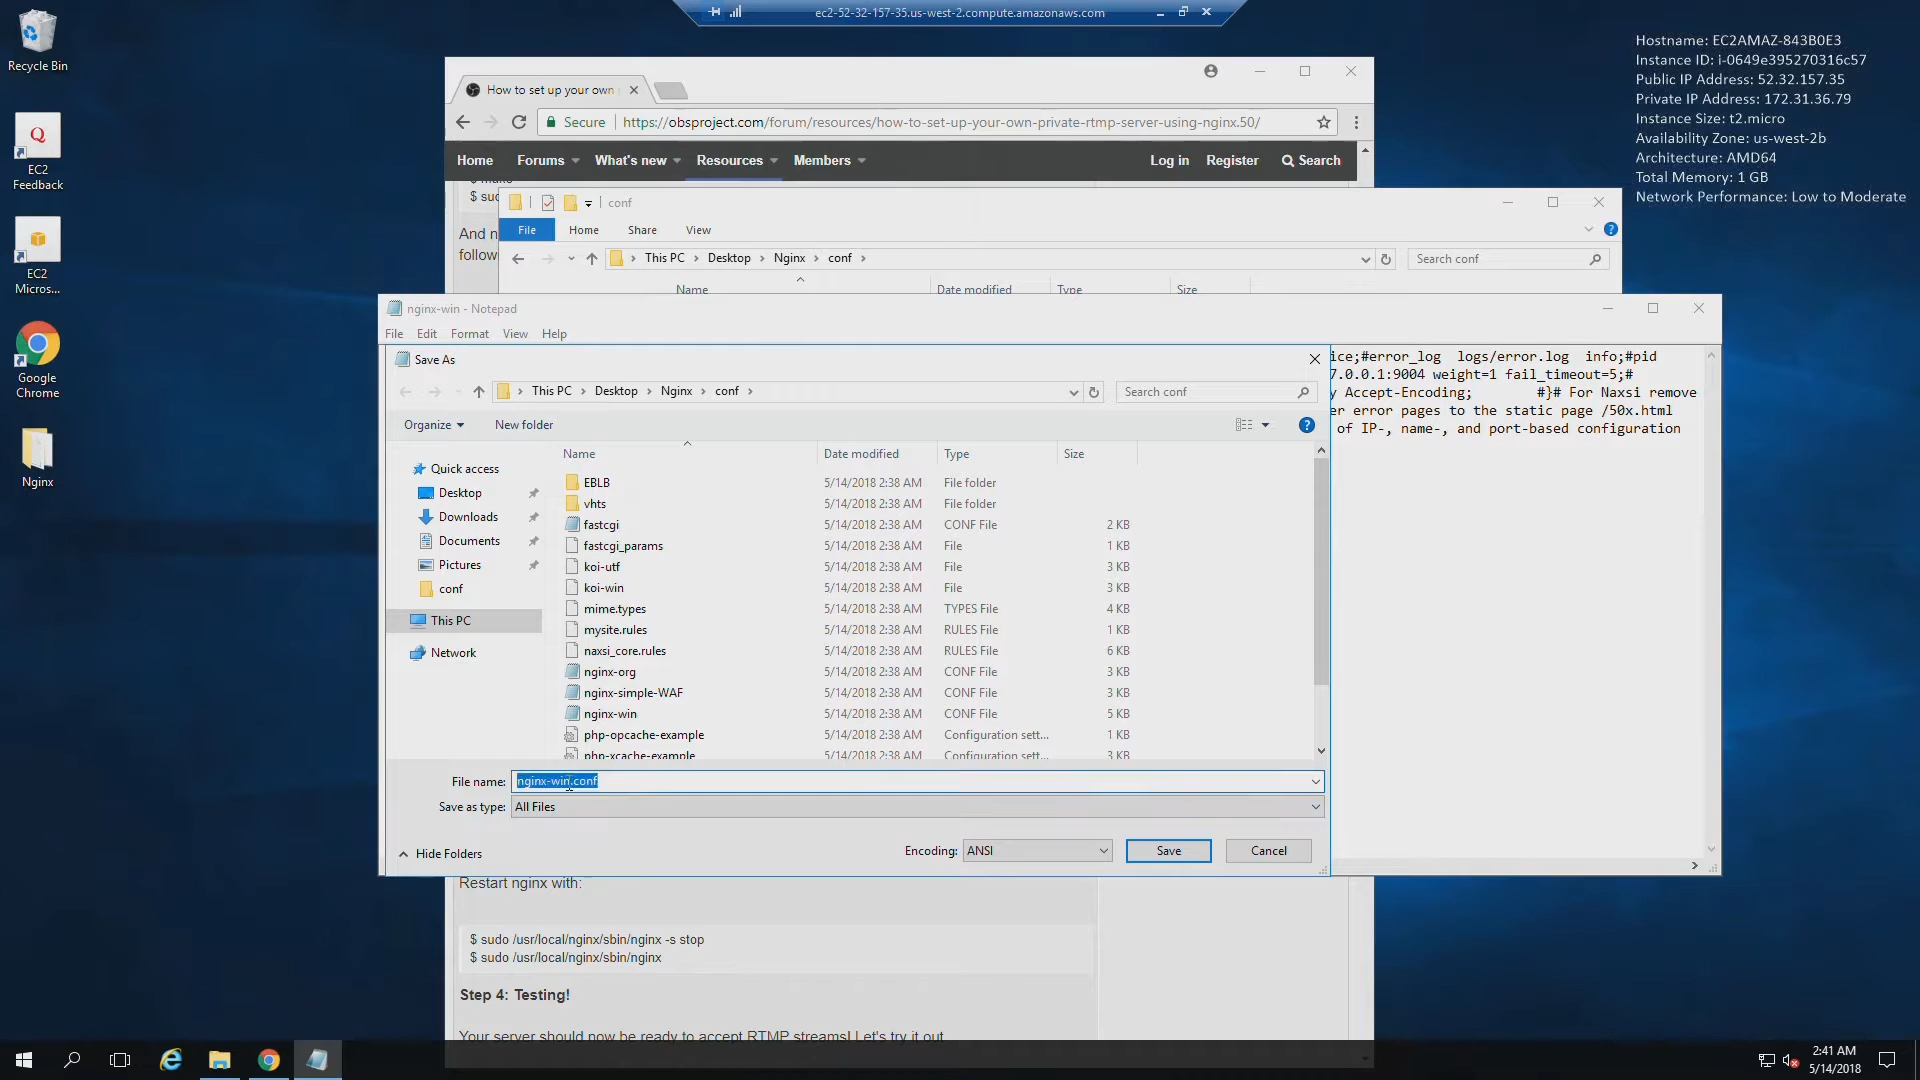 ec2-52-32-157-35.us-west-2.compute.amazonaws.com
Recycle Bin
EC2
Feedback
EC2
Micros...
Google
Chrome
Nginx
Hostname: EC2AMAZ-843B0E3
Instance ID: i-0649e395270316c57
Public IP Address: 52.32.157.35
Private IP Address: 172.31.36.79
Instance Size: t2.micro
Availability Zone: us-west-2b
Architecture: AMD64
Total Memory: 1 GB
Network Performance: Low to Moderate
How to set up your own
Secure https://obsproject.com/forum/resources/how-to-set-up-your-own-private-rtmp-server-using-nginx.50/
Home Forums What's new Resources Members Log in Register Search
$ make
$ sud
And n
follow
conf
File Home Share View
This PC Desktop Nginx conf Search conf
Name Date modified Type Size
nginx-win - Notepad
File Edit Format View Help
ice;#error_log logs/error.log info;#pid
7.0.0.1:9004 weight=1 fail_timeout=5;#
y Accept-Encoding; #}# For Naxsi remove
er error pages to the static page /50x.html
of IP-, name-, and port-based configuration
Save As
This PC Desktop Nginx conf Search conf
Organize New folder
Name Date modified Type Size
Quick access
Desktop
Downloads
Documents
Pictures
conf
This PC
Network
EBLB 5/14/2018 2:38 AM File folder
vhts 5/14/2018 2:38 AM File folder
fastcgi 5/14/2018 2:38 AM CONF File 2 KB
fastcgi_params 5/14/2018 2:38 AM File 1 KB
koi-utf 5/14/2018 2:38 AM File 3 KB
koi-win 5/14/2018 2:38 AM File 3 KB
mime.types 5/14/2018 2:38 AM TYPES File 4 KB
mysite.rules 5/14/2018 2:38 AM RULES File 1 KB
naxsi_core.rules 5/14/2018 2:38 AM RULES File 6 KB
nginx-org 5/14/2018 2:38 AM CONF File 3 KB
nginx-simple-WAF 5/14/2018 2:38 AM CONF File 3 KB
nginx-win 5/14/2018 2:38 AM CONF File 5 KB
php-opcache-example 5/14/2018 2:38 AM Configuration sett... 1 KB
php-xcache-example 5/14/2018 2:38 AM Configuration sett... 3 KB
File name: nginx-win.conf
Save as type: All Files
Hide Folders Encoding: ANSI Save Cancel
Restart nginx with:
$ sudo /usr/local/nginx/sbin/nginx -s stop
$ sudo /usr/local/nginx/sbin/nginx
Step 4: Testing!
Your server should now be ready to accept RTMP streams! Let's try it out
2:41 AM
5/14/2018